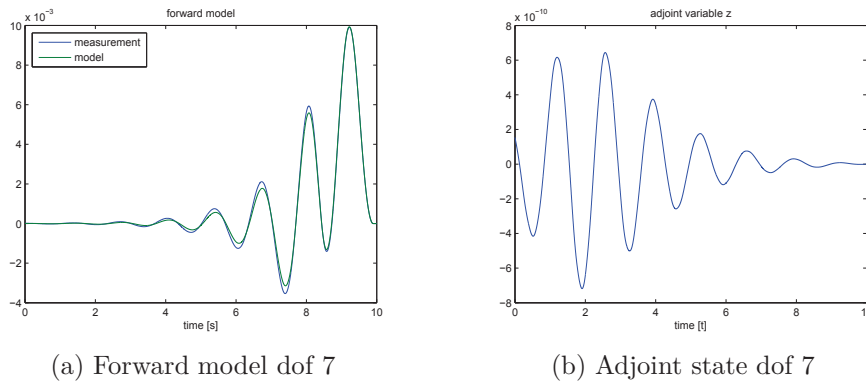 forward model
x 10⁻³
measurement
model
10
8
6
4
2
0
−2
−4
0 2 4 6 8 10
time [s]
(a) Forward model dof 7
adjoint variable z
x 10⁻¹⁰
8
6
4
2
0
−2
−4
−6
−8
0 2 4 6 8 10
time [t]
(b) Adjoint state dof 7